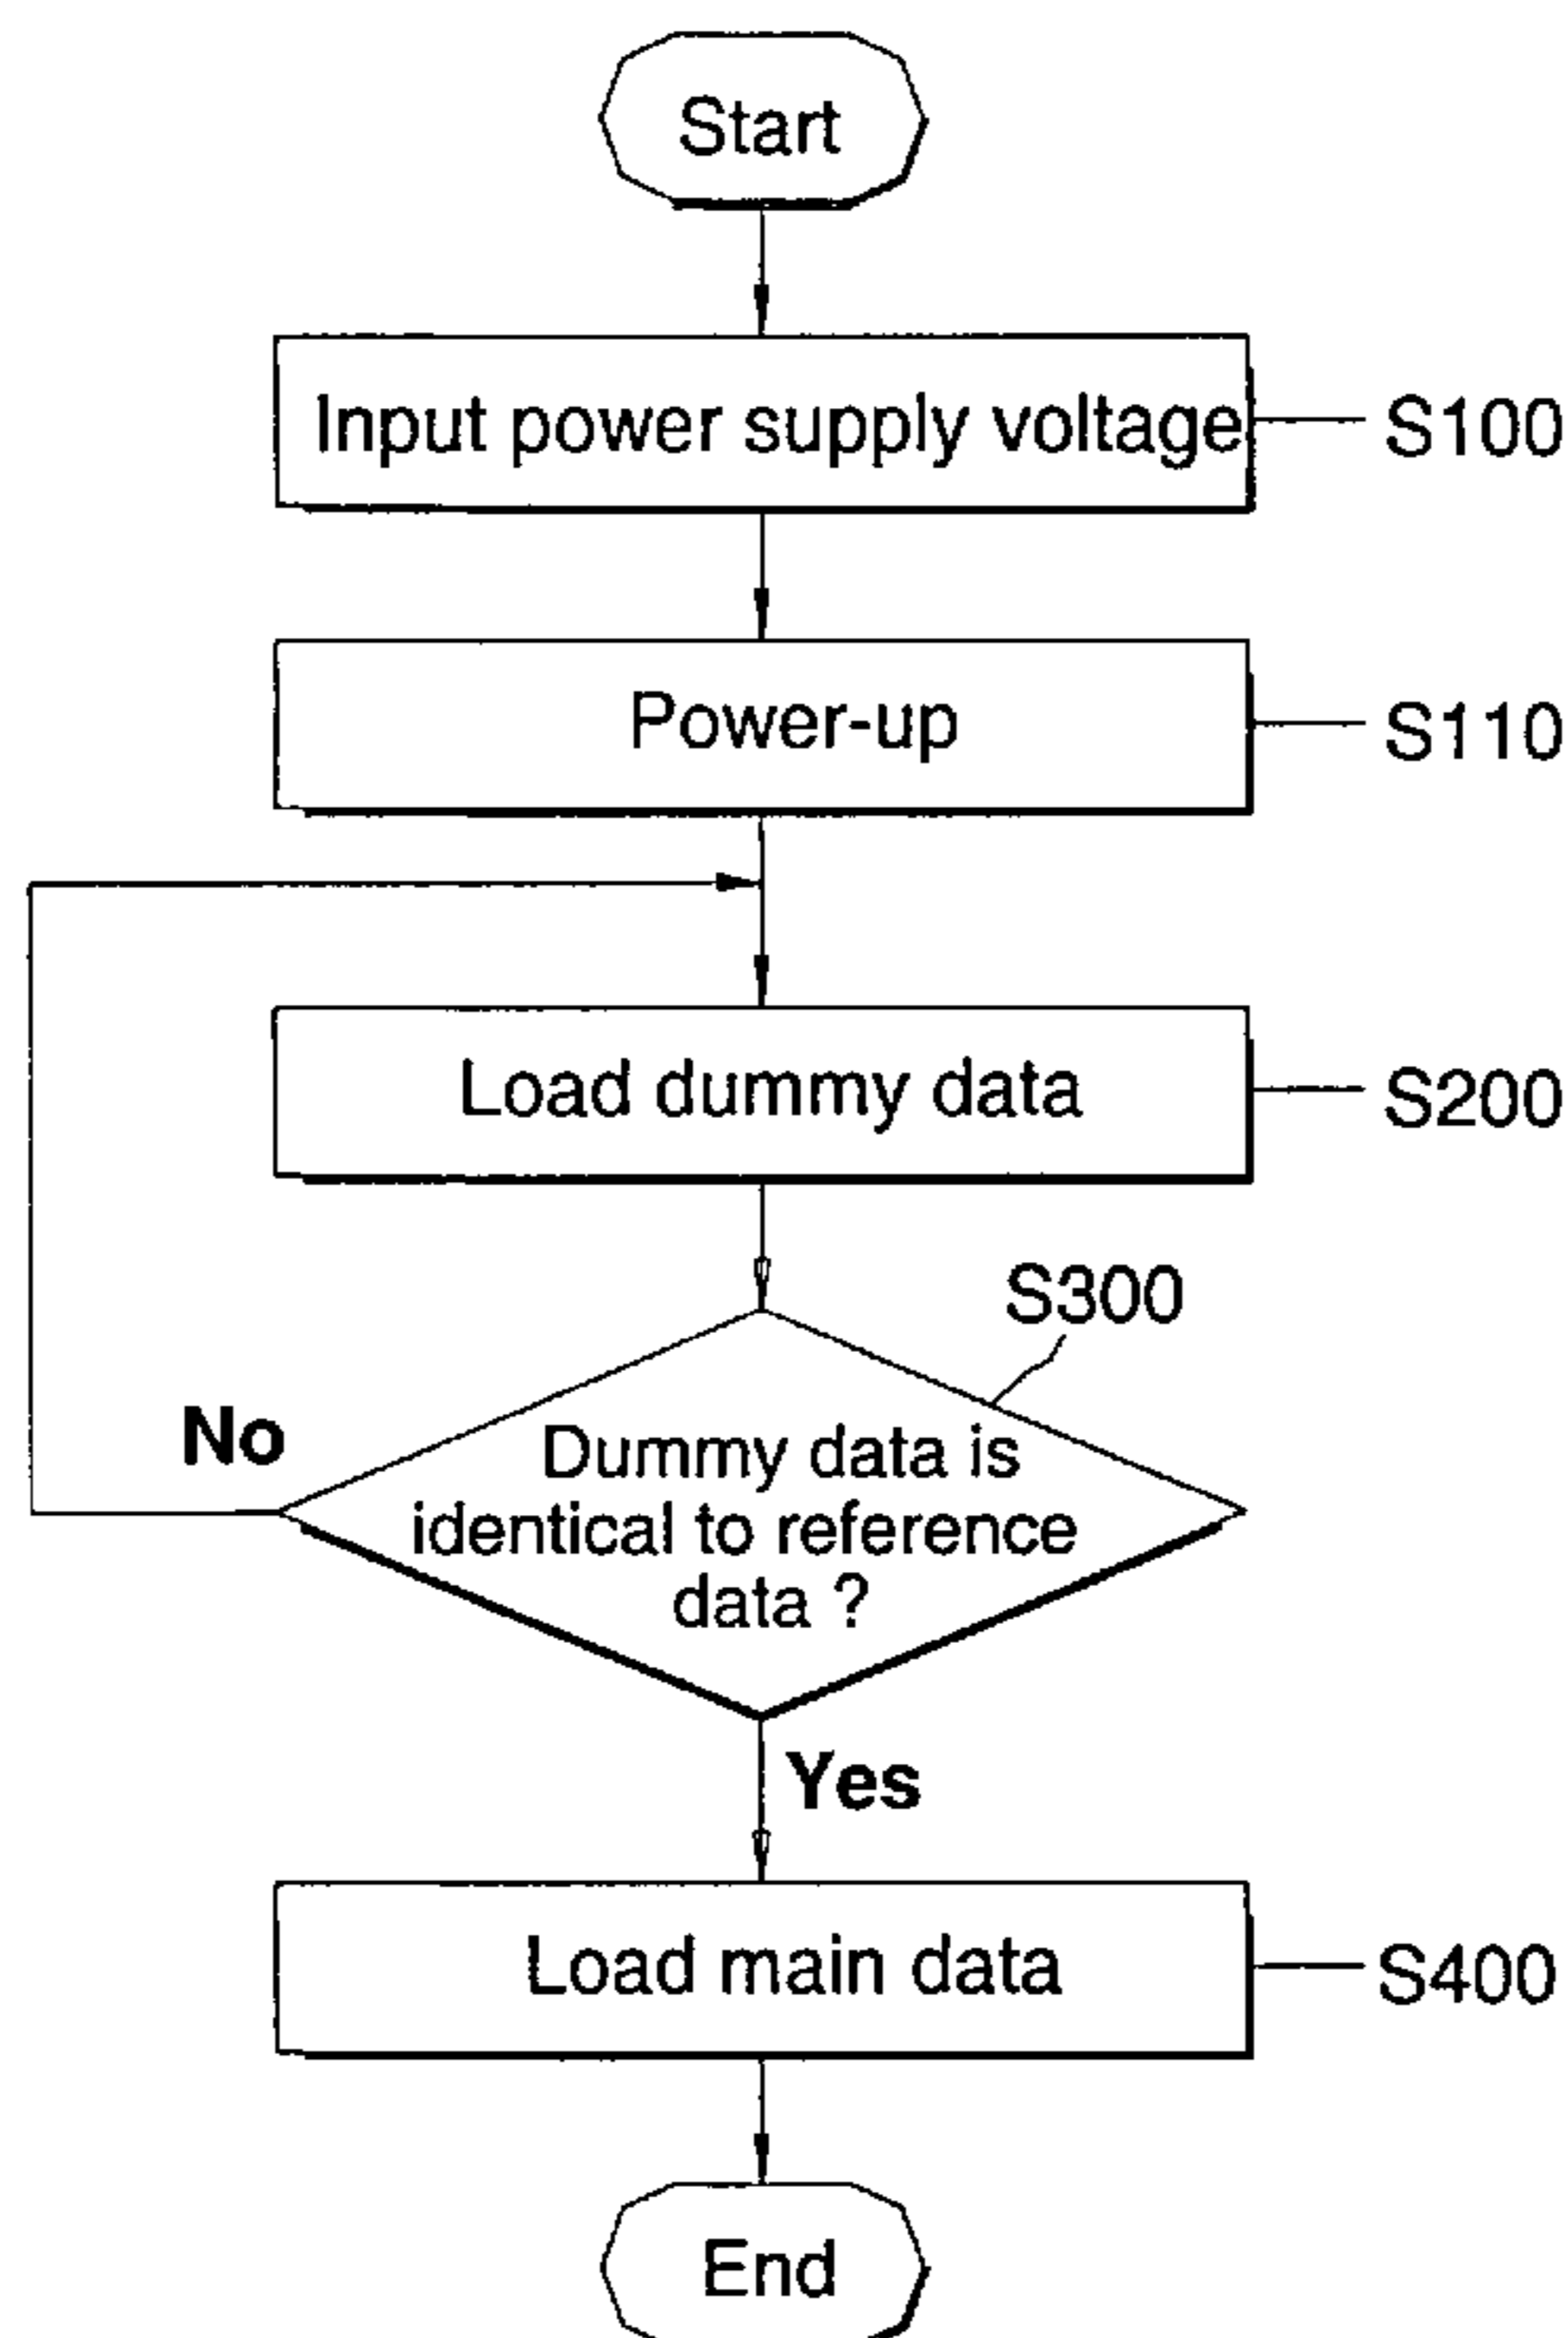 Start
Input power supply voltage
S100
Power-up
S110
Load dummy data
S200
S300
No
Dummy data is
identical to reference
data ?
Yes
Load main data
S400
End